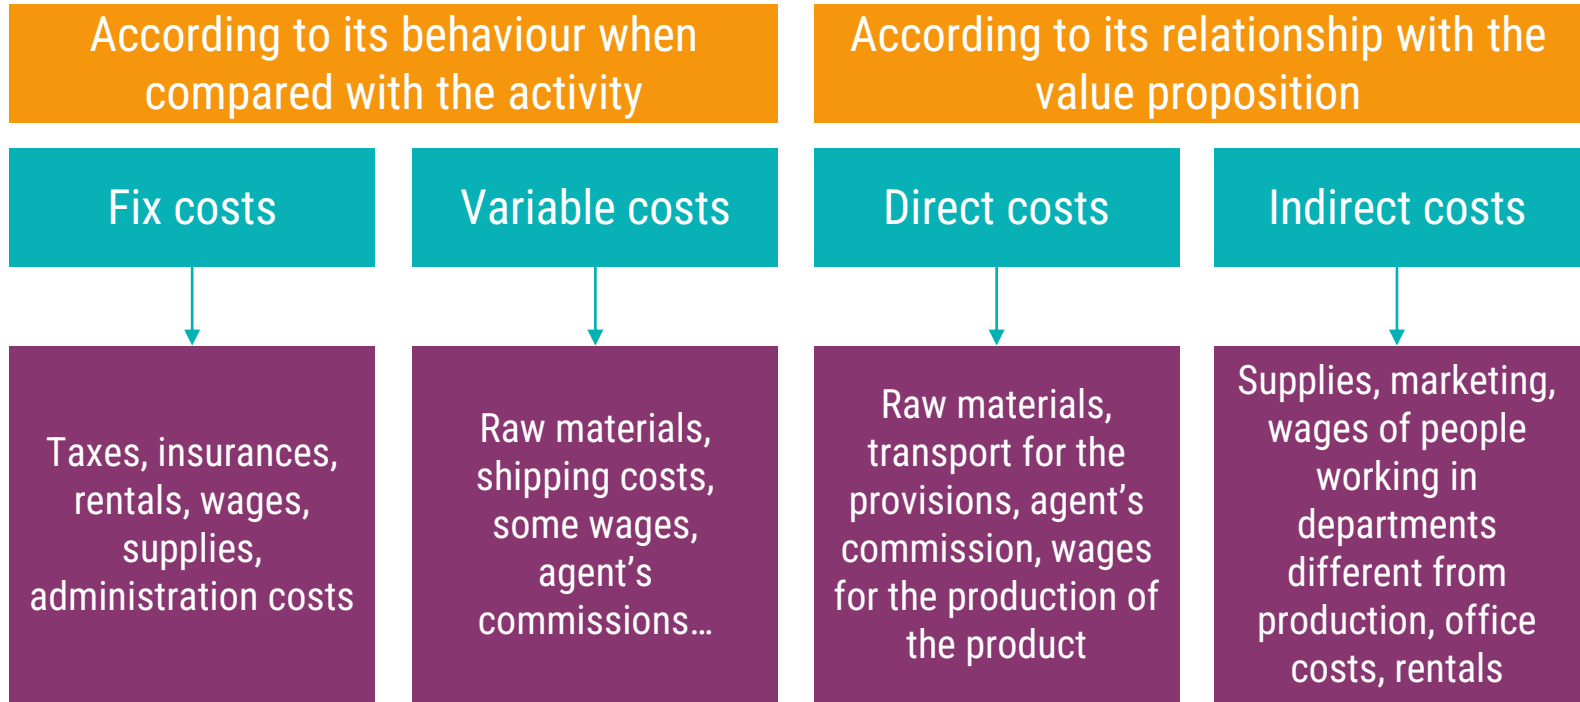 According to its behaviour when
compared with the activity
According to its relationship with the
value proposition
Fix costs
Variable costs
Direct costs
Indirect costs
Taxes, insurances,
rentals, wages,
supplies,
administration costs
Raw materials,
shipping costs,
some wages,
agent’s
commissions…
Raw materials,
transport for the
provisions, agent’s
commission, wages
for the production of
the product
Supplies, marketing,
wages of people
working in
departments
different from
production, office
costs, rentals